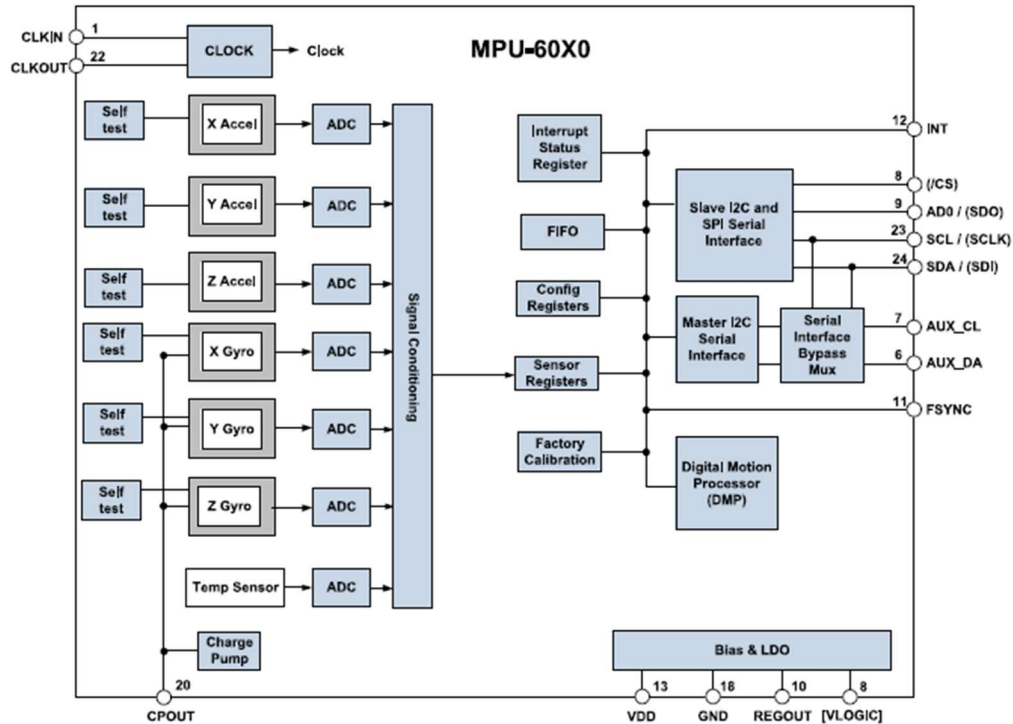 MPU-60X0
CLKIN
1
CLKOUT
22
CLOCK
Clock
Self
test
X Accel
ADC
Self
test
Y Accel
ADC
Self
test
Z Accel
ADC
Self
test
X Gyro
ADC
Self
test
Y Gyro
ADC
Self
test
Z Gyro
ADC
Temp Sensor
ADC
Signal Conditioning
Charge
Pump
20
CPOUT
Interrupt
Status
Register
FIFO
Config
Registers
Sensor
Registers
Factory
Calibration
Slave I2C and
SPI Serial
Interface
Master I2C
Serial
Interface
Serial
Interface
Bypass
Mux
Digital Motion
Processor
(DMP)
12
INT
8
(/CS)
9
AD0 / (SDO)
23
SCL / (SCLK)
24
SDA / (SDI)
7
AUX_CL
6
AUX_DA
11
FSYNC
Bias & LDO
13
VDD
18
GND
10
REGOUT
8
[VLOGIC]